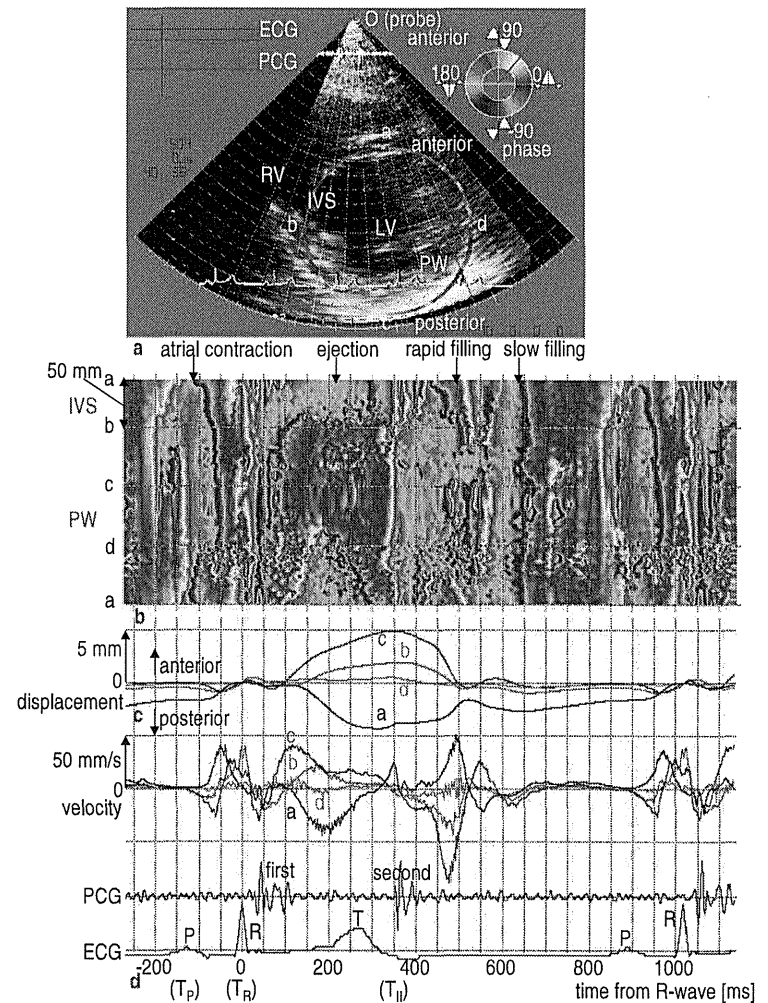 ECG
O (probe)
anterior
90
PCG
180
0
-90
phase
a
anterior
RV
IVS
b
LV
d
PW
c posterior
a atrial contraction ejection rapid filling slow filling
50 mm
a
IVS
b
c
PW
d
a
b
5 mm
anterior
c
b
0
d
displacement
c posterior
a
50 mm/s
c
b
0
a
d
velocity
first
second
PCG
P
R
T
P
R
ECG
d -200 0 200 400 600 800 1000
(T_P) (T_R) (T_II) time from R-wave [ms]